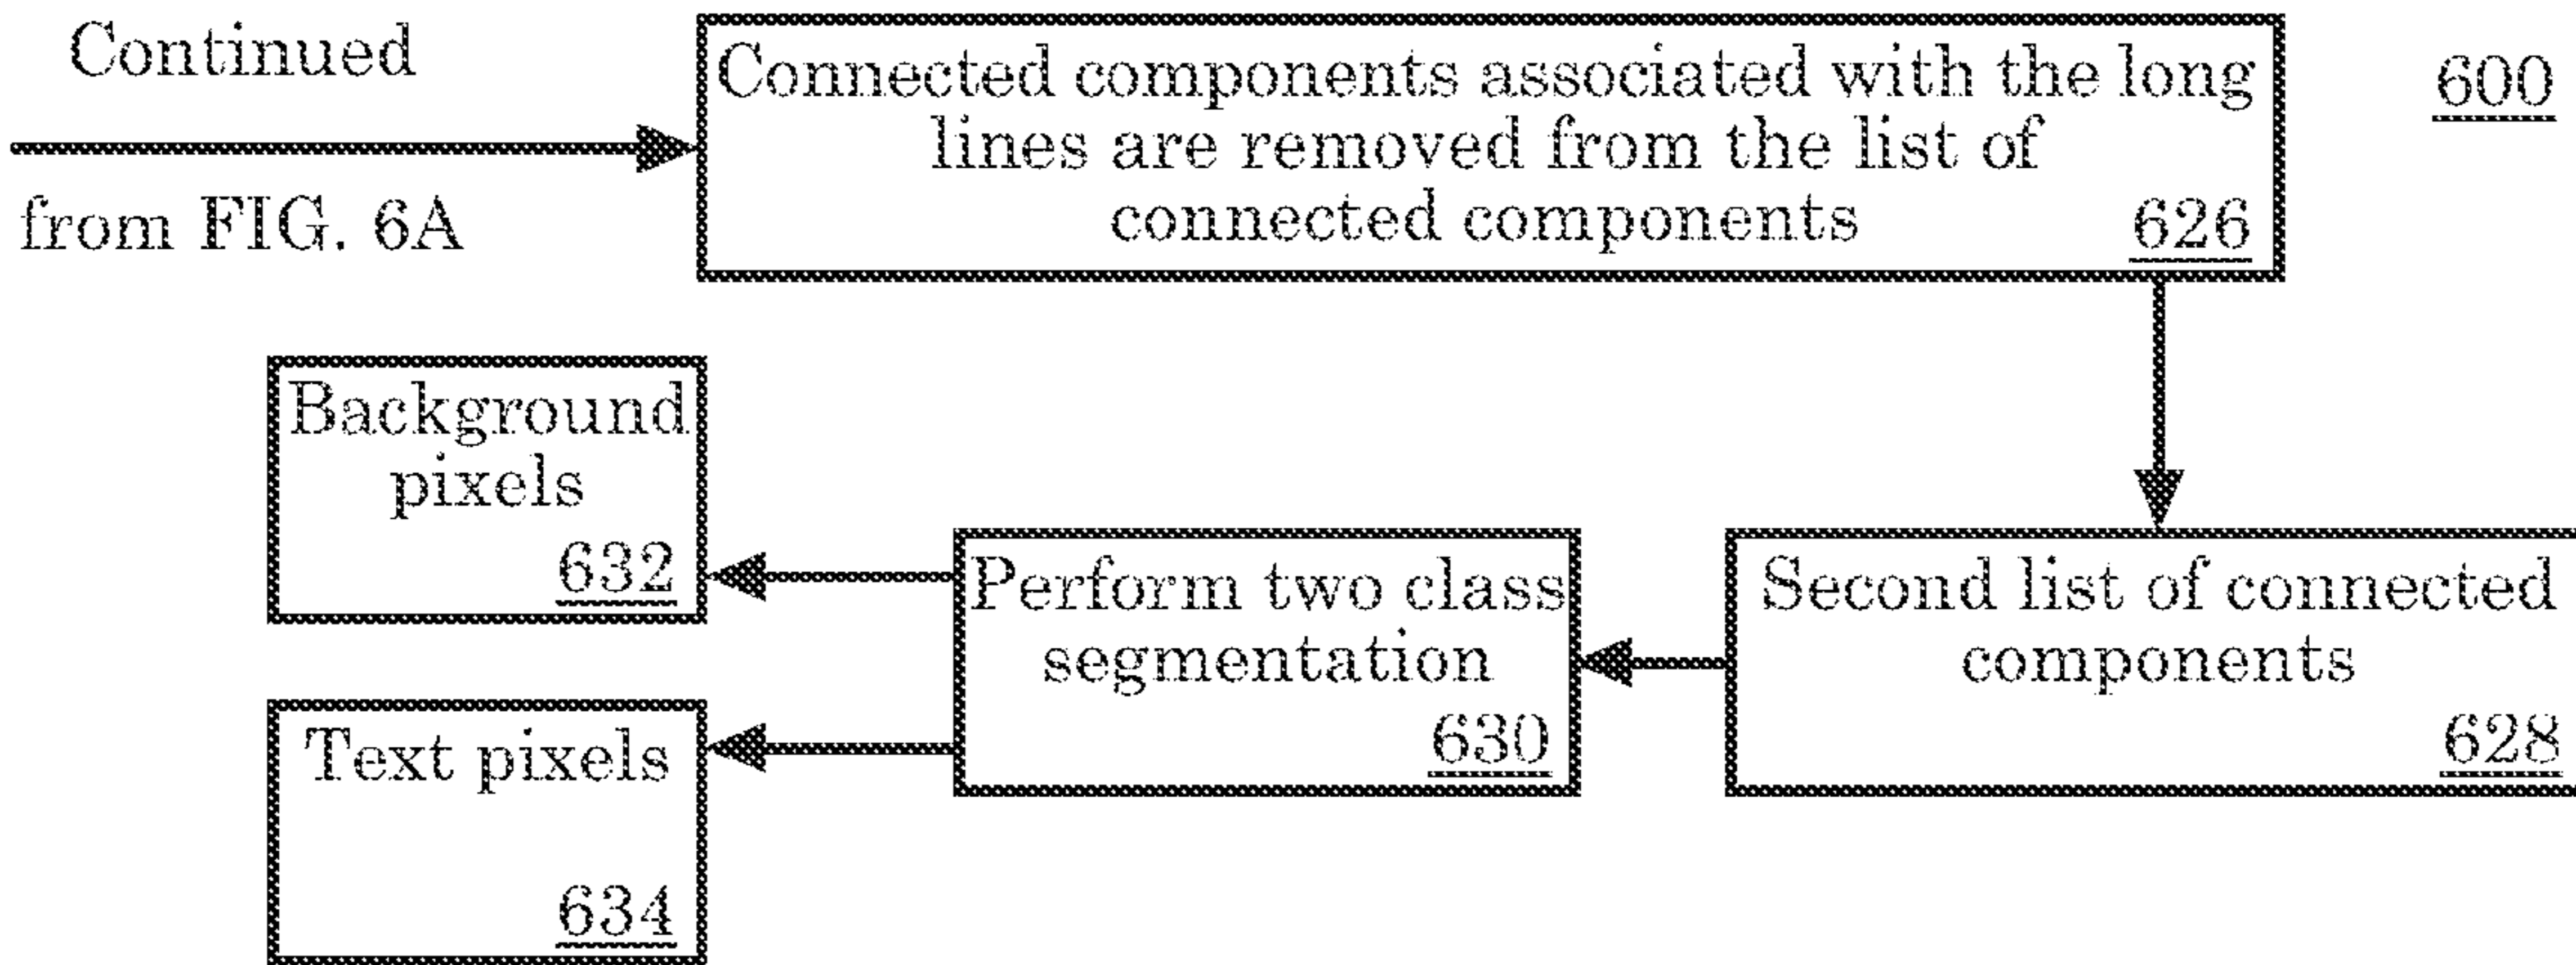 Continued
from FIG. 6A
Connected components associated with the long
lines are removed from the list of
connected components
626
600
Background
pixels
632
Perform two class
segmentation
630
Second list of connected
components
628
Text pixels
634